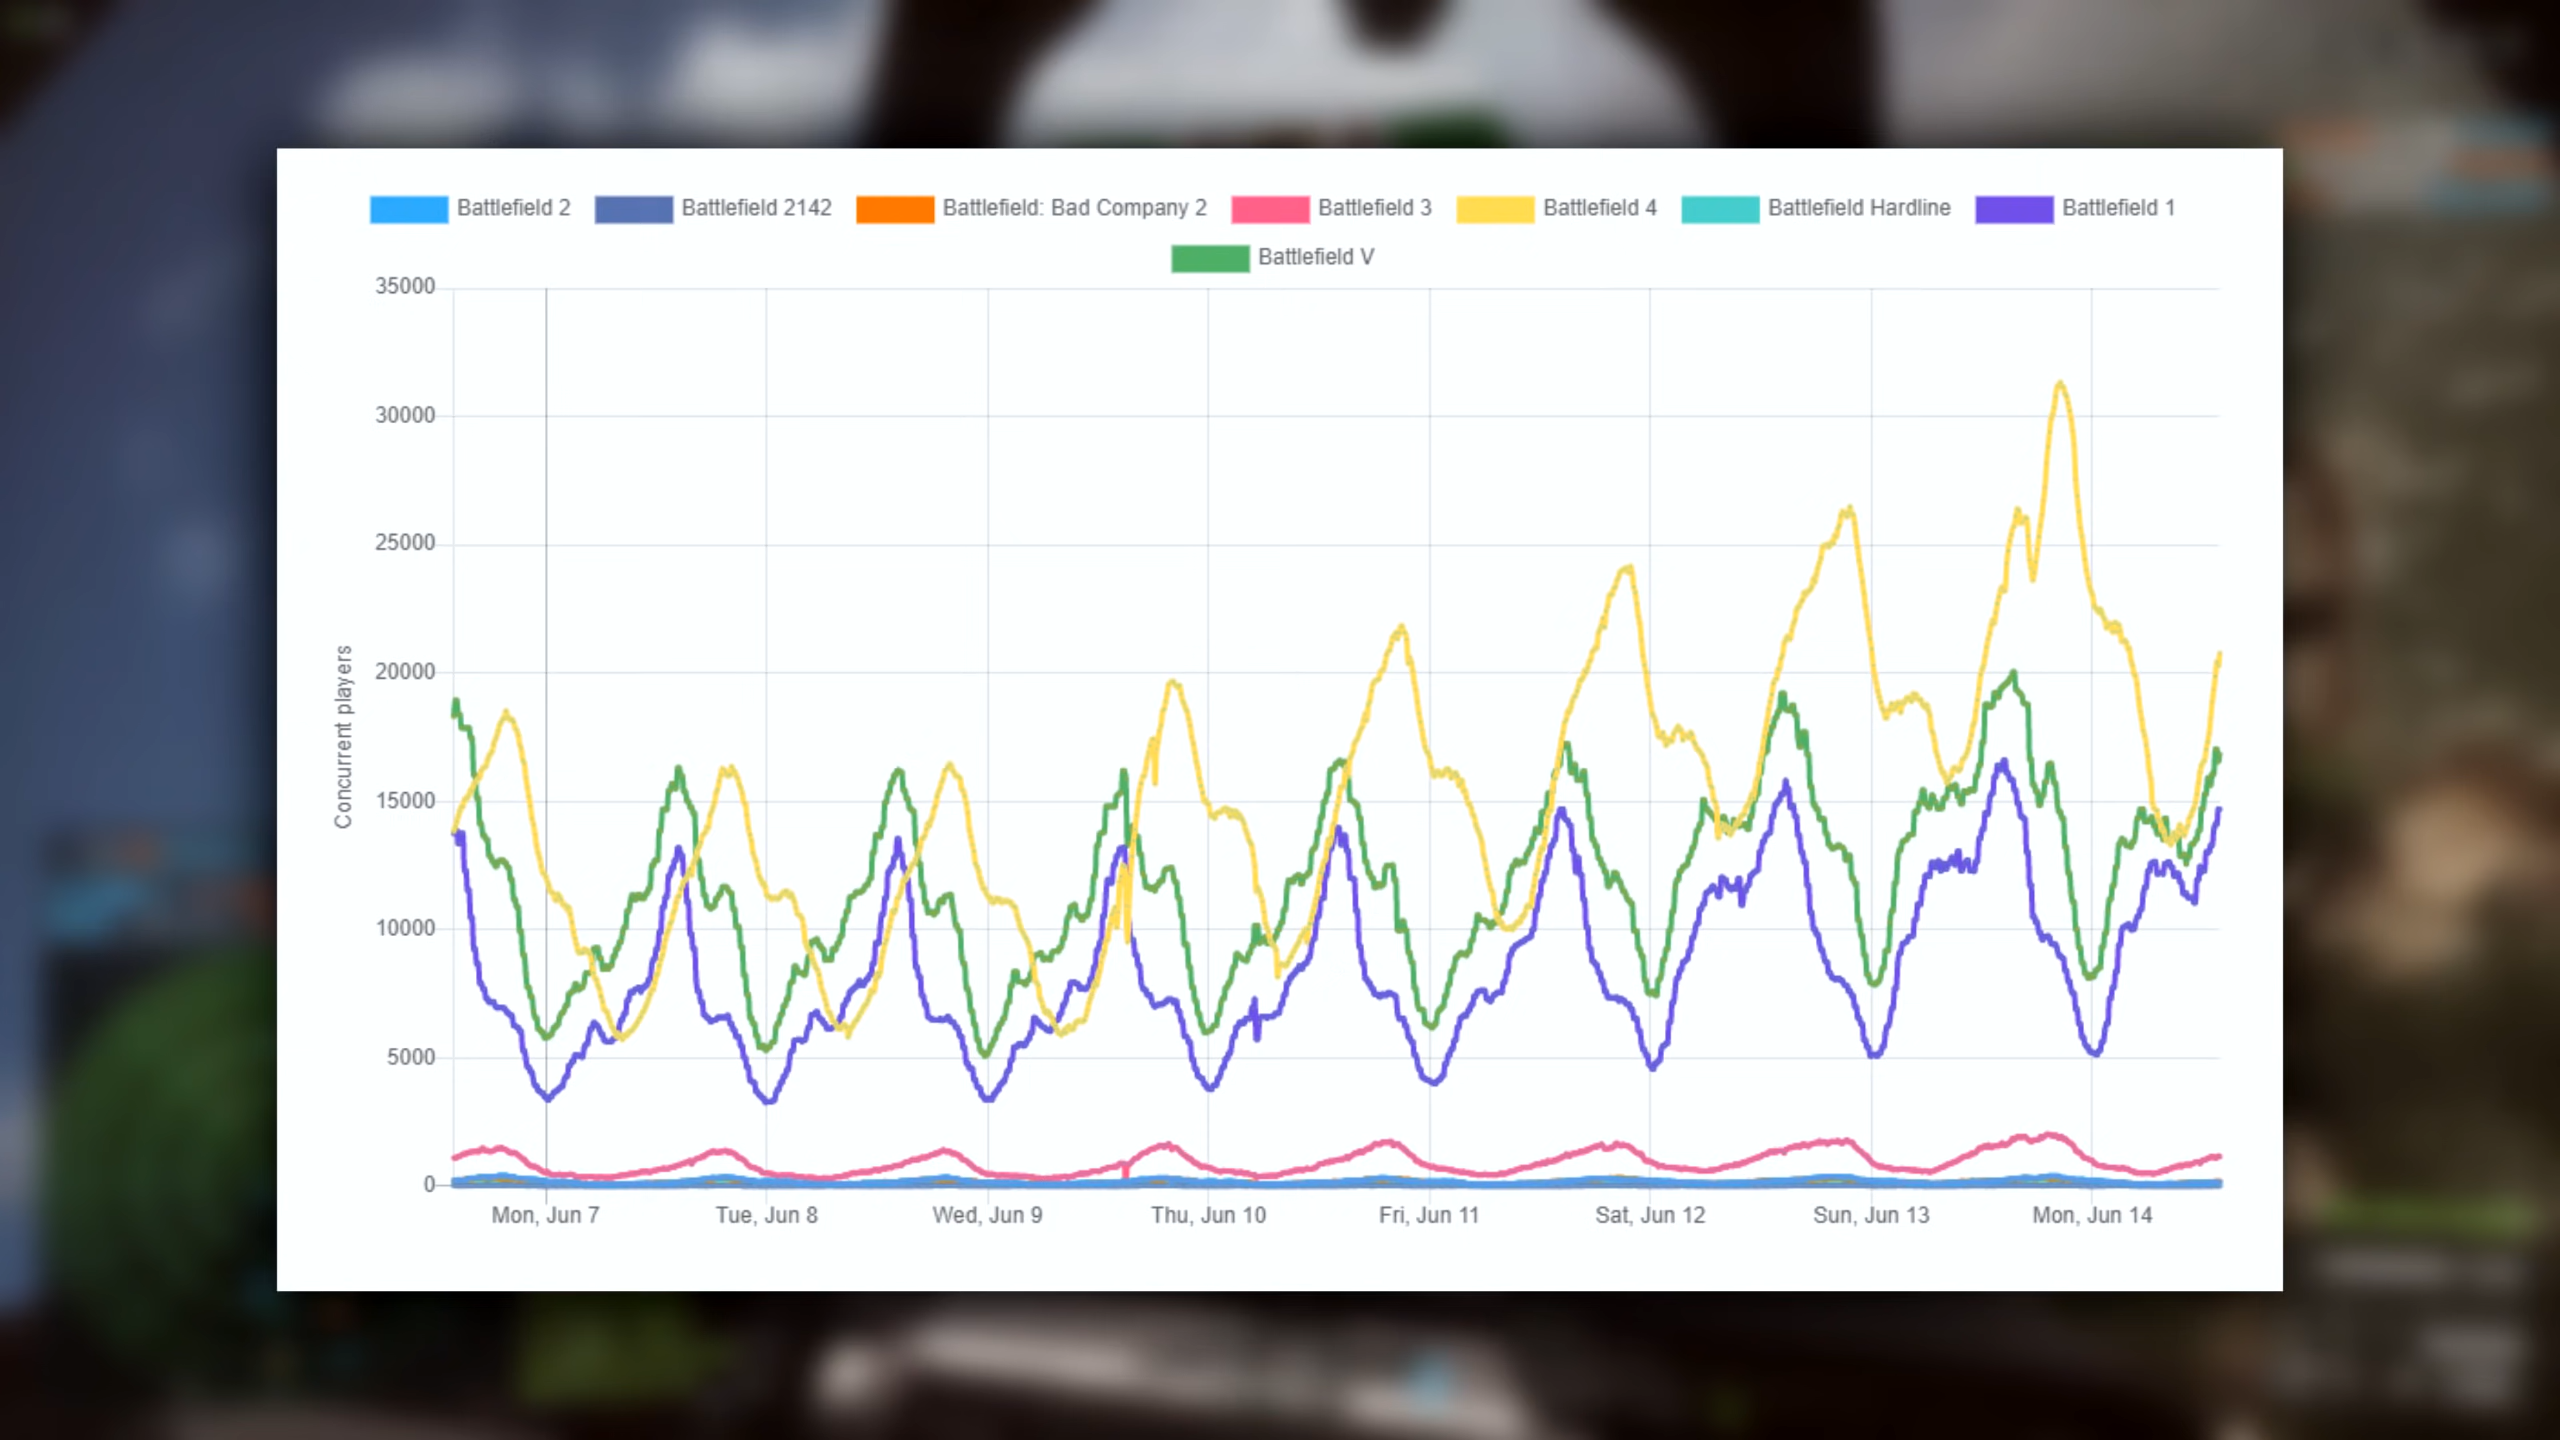 Battlefield 2 Battlefield 2142 Battlefield: Bad Company 2 Battlefield 3 Battlefield 4 Battlefield Hardline Battlefield 1
Battlefield V
35000
30000
25000
20000
15000
10000
5000
0
Concurrent players
Mon, Jun 7 Tue, Jun 8 Wed, Jun 9 Thu, Jun 10 Fri, Jun 11 Sat, Jun 12 Sun, Jun 13 Mon, Jun 14